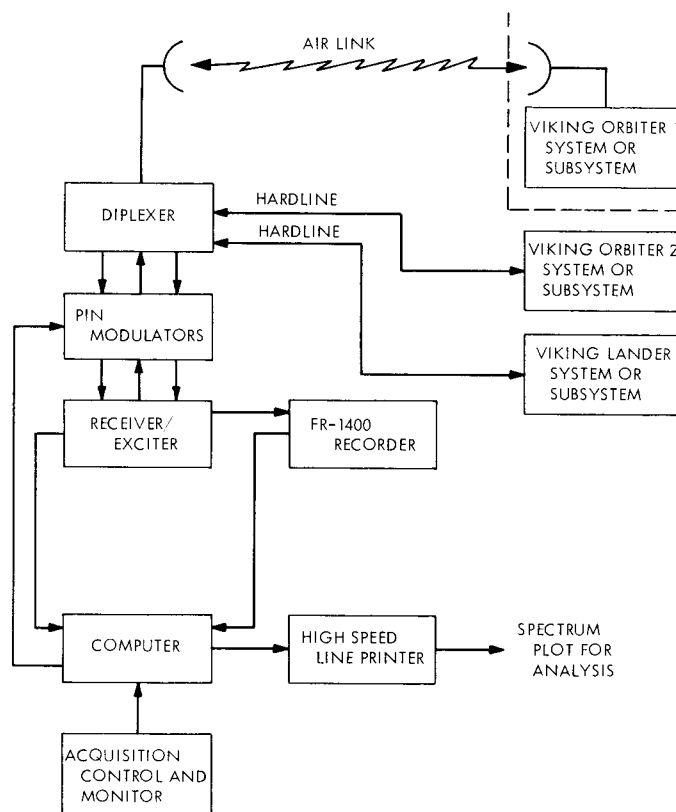 AIR LINK
VIKING ORBITER 1
SYSTEM OR
SUBSYSTEM
DIPLEXER
HARDLINE
HARDLINE
VIKING ORBITER 2
SYSTEM OR
SUBSYSTEM
PIN
MODULATORS
VIKING LANDER
SYSTEM OR
SUBSYSTEM
RECEIVER/
EXCITER
FR-1400
RECORDER
COMPUTER
HIGH SPEED
LINE PRINTER
SPECTRUM
PLOT FOR
ANALYSIS
ACQUISITION
CONTROL AND
MONITOR